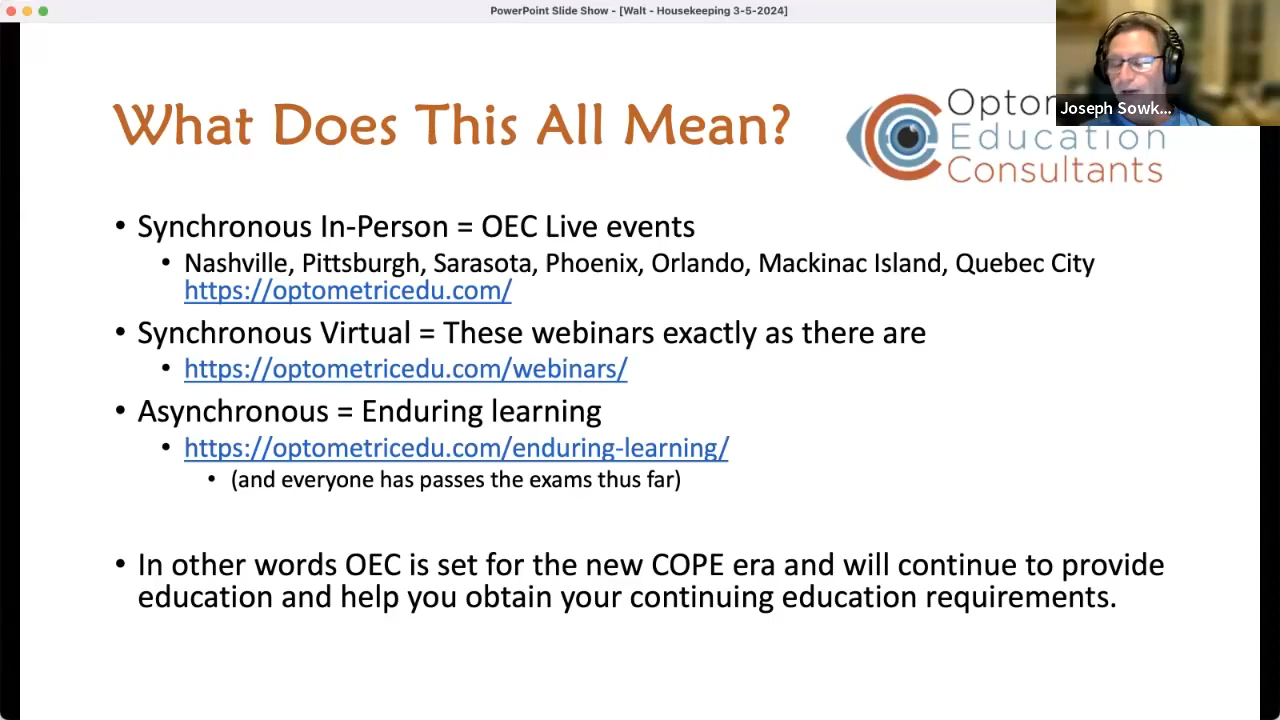 PowerPoint Slide Show - [Walt - Housekeeping 3-5-2024]
Joseph Sowk...
What Does This All Mean?
Opto
Education
Consultants
• Synchronous In-Person = OEC Live events
• Nashville, Pittsburgh, Sarasota, Phoenix, Orlando, Mackinac Island, Quebec City
https://optometricedu.com/
• Synchronous Virtual = These webinars exactly as there are
• https://optometricedu.com/webinars/
• Asynchronous = Enduring learning
• https://optometricedu.com/enduring-learning/
• (and everyone has passes the exams thus far)
• In other words OEC is set for the new COPE era and will continue to provide
education and help you obtain your continuing education requirements.